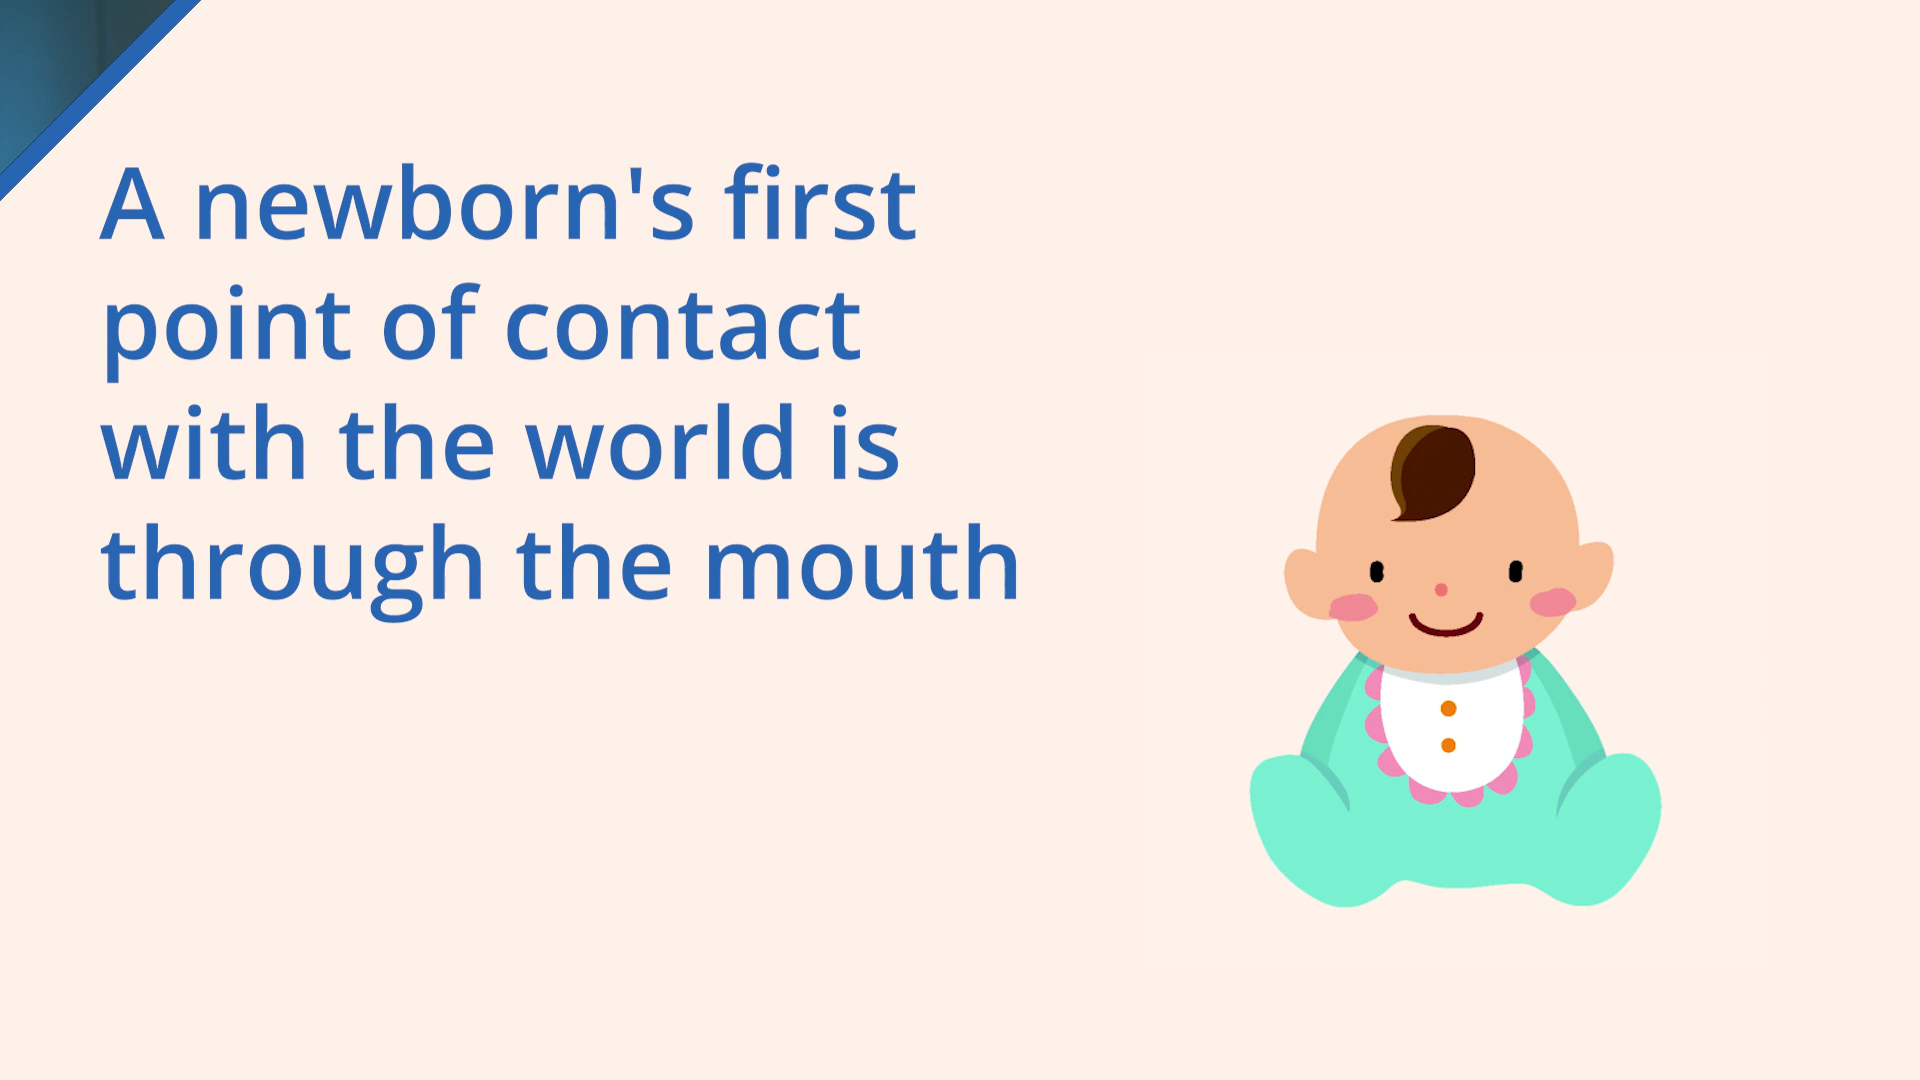 A newborn's first
point of contact
with the world is
through the mouth